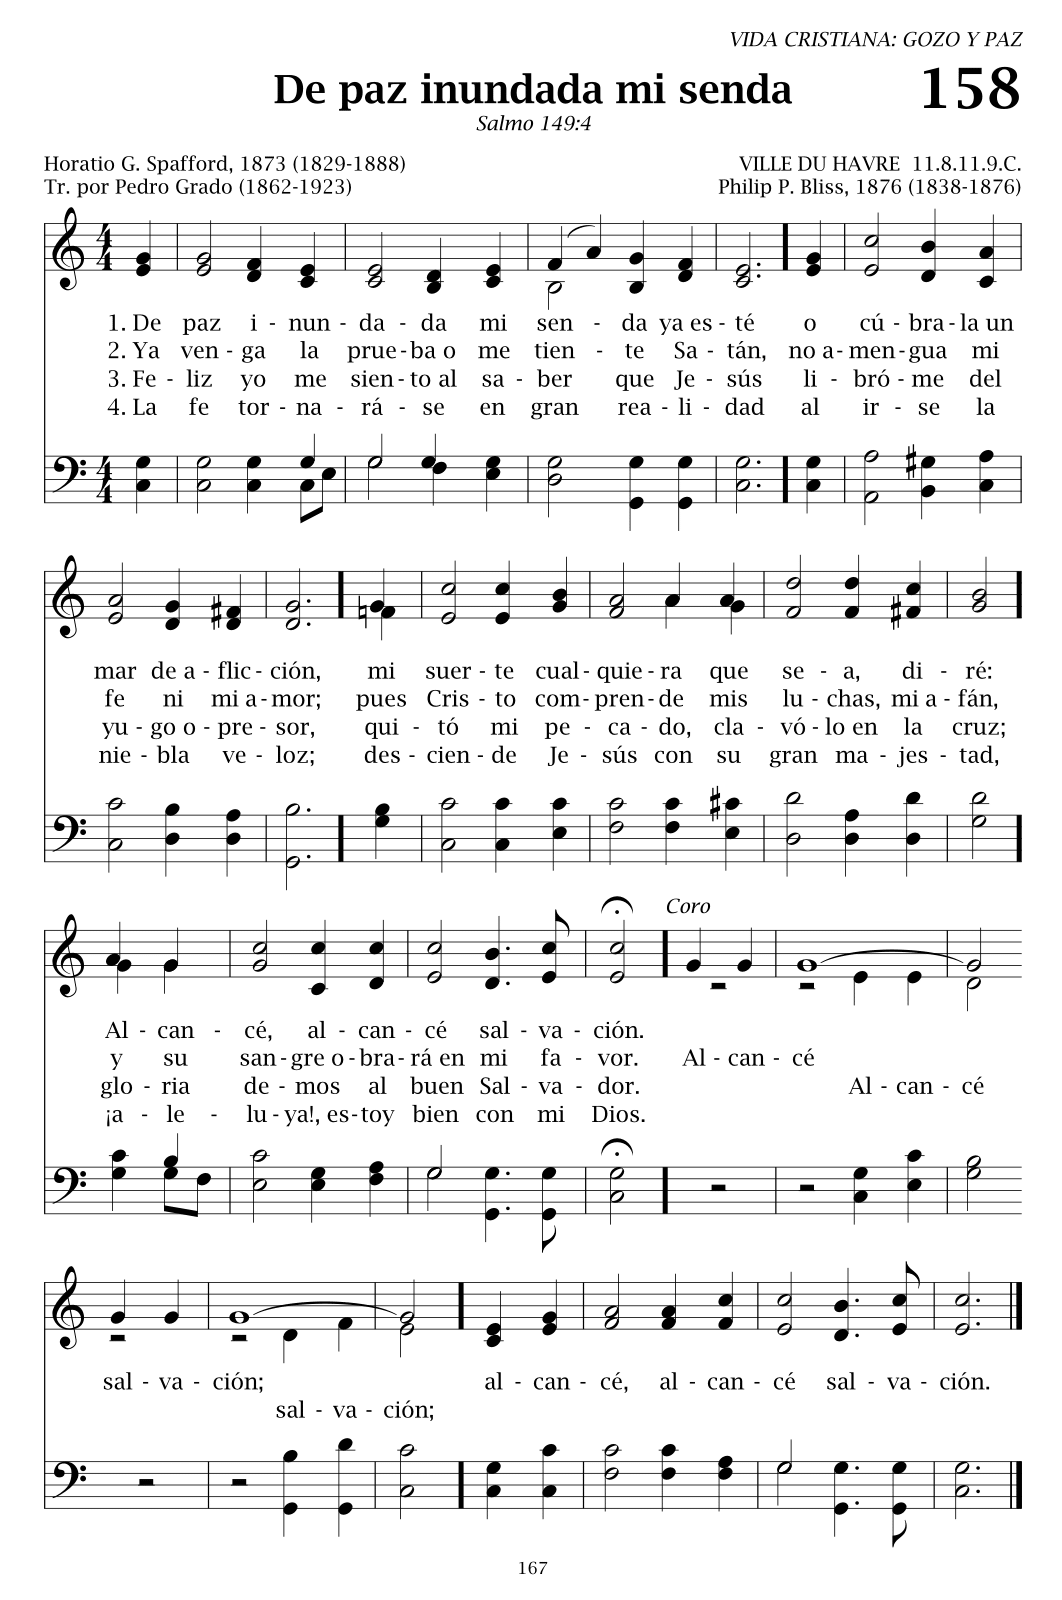 VIDA CRISTIANA: GOZO Y PAZ
De paz inundada mi senda 158
Salmo 149:4
Horatio G. Spafford, 1873 (1829-1888) VILLE DU HAVRE 11.8.11.9.C.
Tr. por Pedro Grado (1862-1923) Philip P. Bliss, 1876 (1838-1876)
1. De paz i - nun - da - da mi sen - da ya es - té o cú - bra - la un
2. Ya ven - ga la prue - ba o me tien - te Sa - tán, no a - men - gua mi
3. Fe - liz yo me sien - to al sa - ber que Je - sús li - bró - me del
4. La fe tor - na - rá - se en gran rea - li - dad al ir - se la
mar de a - flic - ción, mi suer - te cual - quie - ra que se - a, di - ré:
fe ni mi a - mor; pues Cris - to com - pren - de mis lu - chas, mi a - fán,
yu - go o - pre - sor, qui - tó mi pe - ca - do, cla - vó - lo en la cruz;
nie - bla ve - loz; des - cien - de Je - sús con su gran ma - jes - tad,
Coro
Al - can - cé, al - can - cé sal - va - ción.
y su san - gre o - bra - rá en mi fa - vor. Al - can - cé
glo - ria de - mos al buen Sal - va - dor. Al - can - cé
¡a - le - lu - ya!, es - toy bien con mi Dios.
sal - va - ción; al - can - cé, al - can - cé sal - va - ción.
sal - va - ción;
167